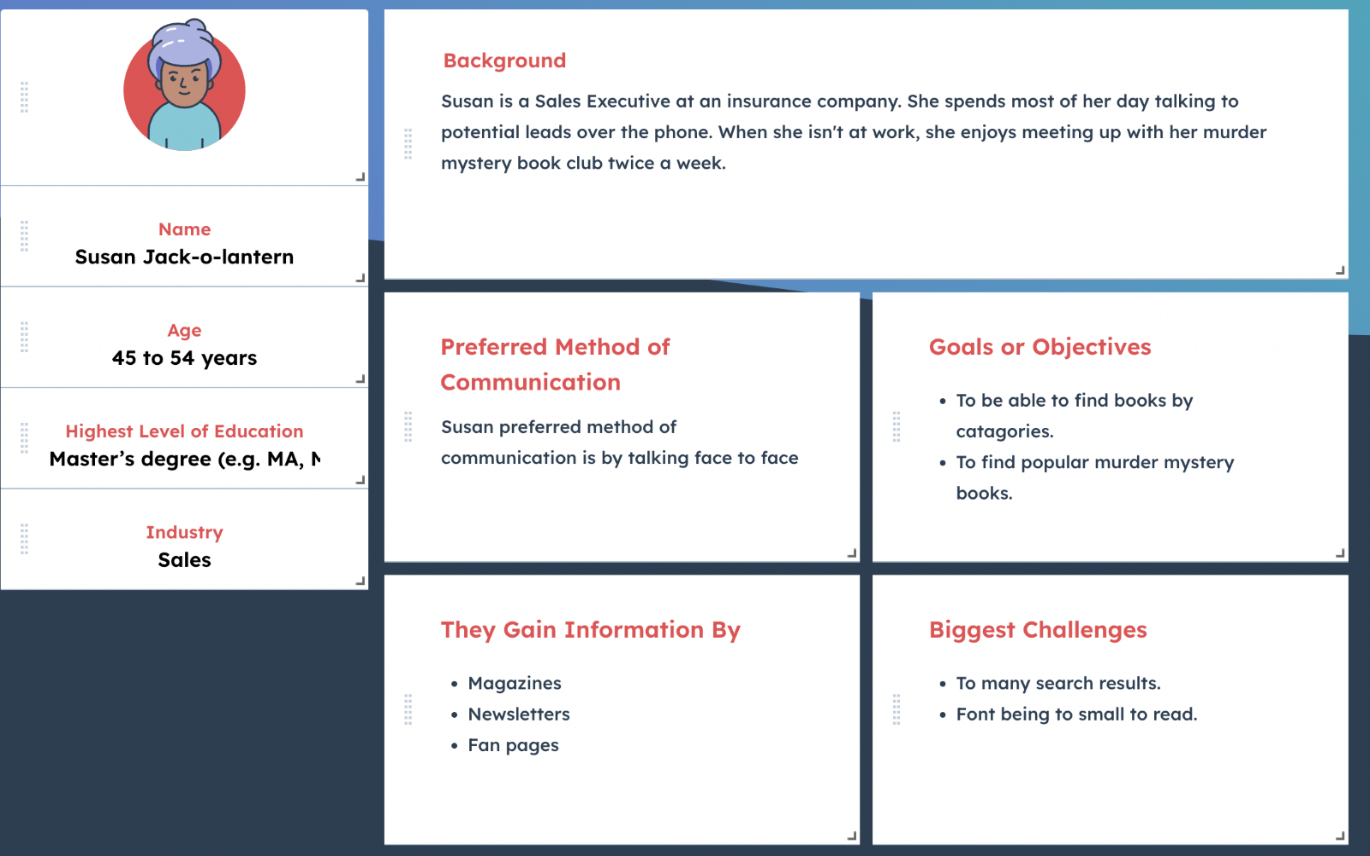 Name
Susan Jack-o-lantern
Age
45 to 54 years
Highest Level of Education
Master’s degree (e.g. MA,
Industry
Sales
Background
Susan is a Sales Executive at an insurance company. She spends most of her day talking to
potential leads over the phone. When she isn't at work, she enjoys meeting up with her murder
mystery book club twice a week.
Preferred Method of
Communication
Susan preferred method of
communication is by talking face to face
Goals or Objectives
• To be able to find books by
catagories.
• To find popular murder mystery
books.
They Gain Information By
• Magazines
• Newsletters
• Fan pages
Biggest Challenges
• To many search results.
• Font being to small to read.